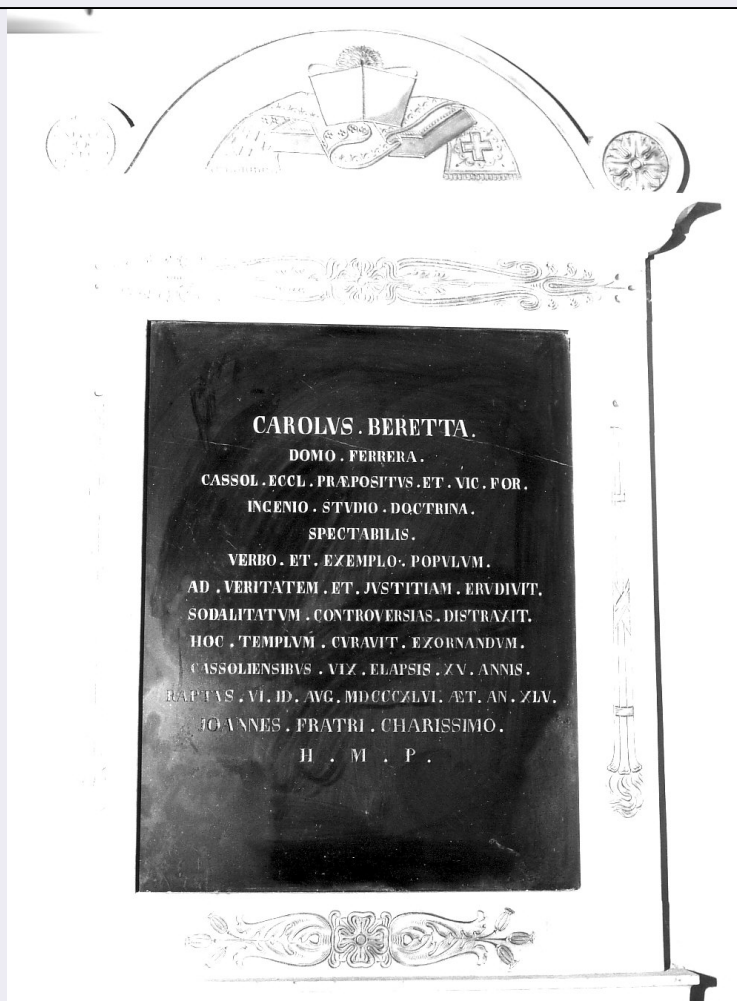 CAROLVS . BERETTA .
DOMO . FERRERA .
CASSOL . ECCL . PRÆPOSITVS . ET . VIC . FOR .
INGENIO . STVDIO . DOCTRINA .
SPECTABILIS .
VERBO . ET . EXEMPLO . POPVLVM .
AD . VERITATEM . ET . JVSTITIAM . ERVDIVIT .
SODALITATVM . CONTROVERSIAS . DISTRAXIT .
HOC . TEMPLVM . CVRAVIT . EXORNANDVM .
CASSOLIENSIBVS . VIX . ELAPSIS . XV . ANNIS .
RAPTVS . VI . ID . AVG . MDCCCXLVI . ÆT . AN . XLV .
JOANNES . FRATRI . CHARISSIMO .
H . M . P .